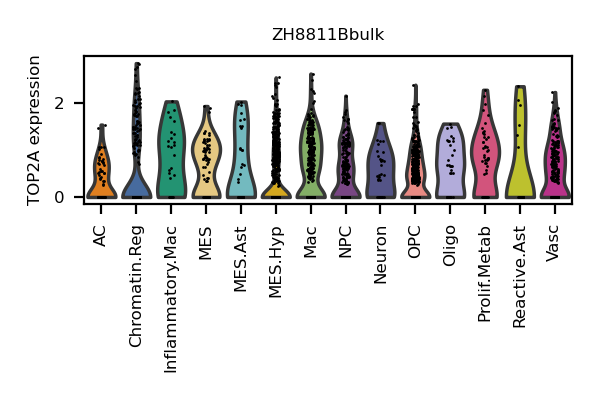 ZH8811Bbulk
TOP2A expression
2
0
AC
Chromatin.Reg
Inflammatory.Mac
MES
MES.Ast
MES.Hyp
Mac
NPC
Neuron
OPC
Oligo
Prolif.Metab
Reactive.Ast
Vasc